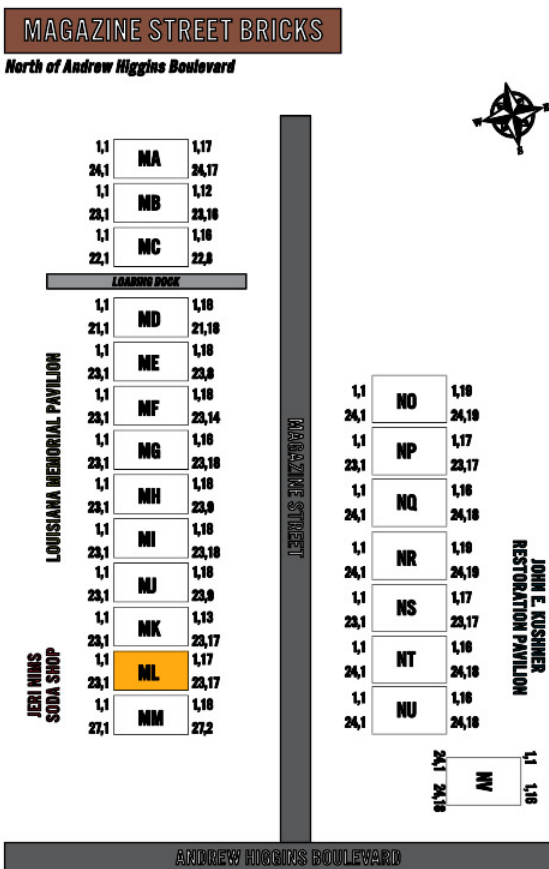 MAGAZINE STREET BRICKS
North of Andrew Higgins Boulevard
N
W
E
S
1,1 MA 1,17
24,1 24,17
1,1 MB 1,12
23,1 23,16
1,1 MC 1,16
22,1 22,8
LOADING DOCK
1,1 MD 1,18
21,1 21,18
1,1 ME 1,18
23,1 23,8
1,1 MF 1,18
23,1 23,14
1,1 MG 1,16
23,1 23,18
1,1 MH 1,18
23,1 23,9
1,1 MI 1,18
23,1 23,18
1,1 MJ 1,18
23,1 23,9
1,1 MK 1,13
23,1 23,17
1,1 ML 1,17
23,1 23,17
1,1 MM 1,18
27,1 27,2
LOUISIANA MEMORIAL PAVILION
JERI NIMS
SODA SHOP
MAGAZINE STREET
1,1 NO 1,19
24,1 24,19
1,1 NP 1,17
23,1 23,17
1,1 NQ 1,16
24,1 24,18
1,1 NR 1,19
24,1 24,19
1,1 NS 1,17
23,1 23,17
1,1 NT 1,16
24,1 24,18
1,1 NU 1,16
24,1 24,18
JOHN E. KUSHNER
RESTORATION PAVILION
1,1 NV 1,16
24,1 24,18
ANDREW HIGGINS BOULEVARD